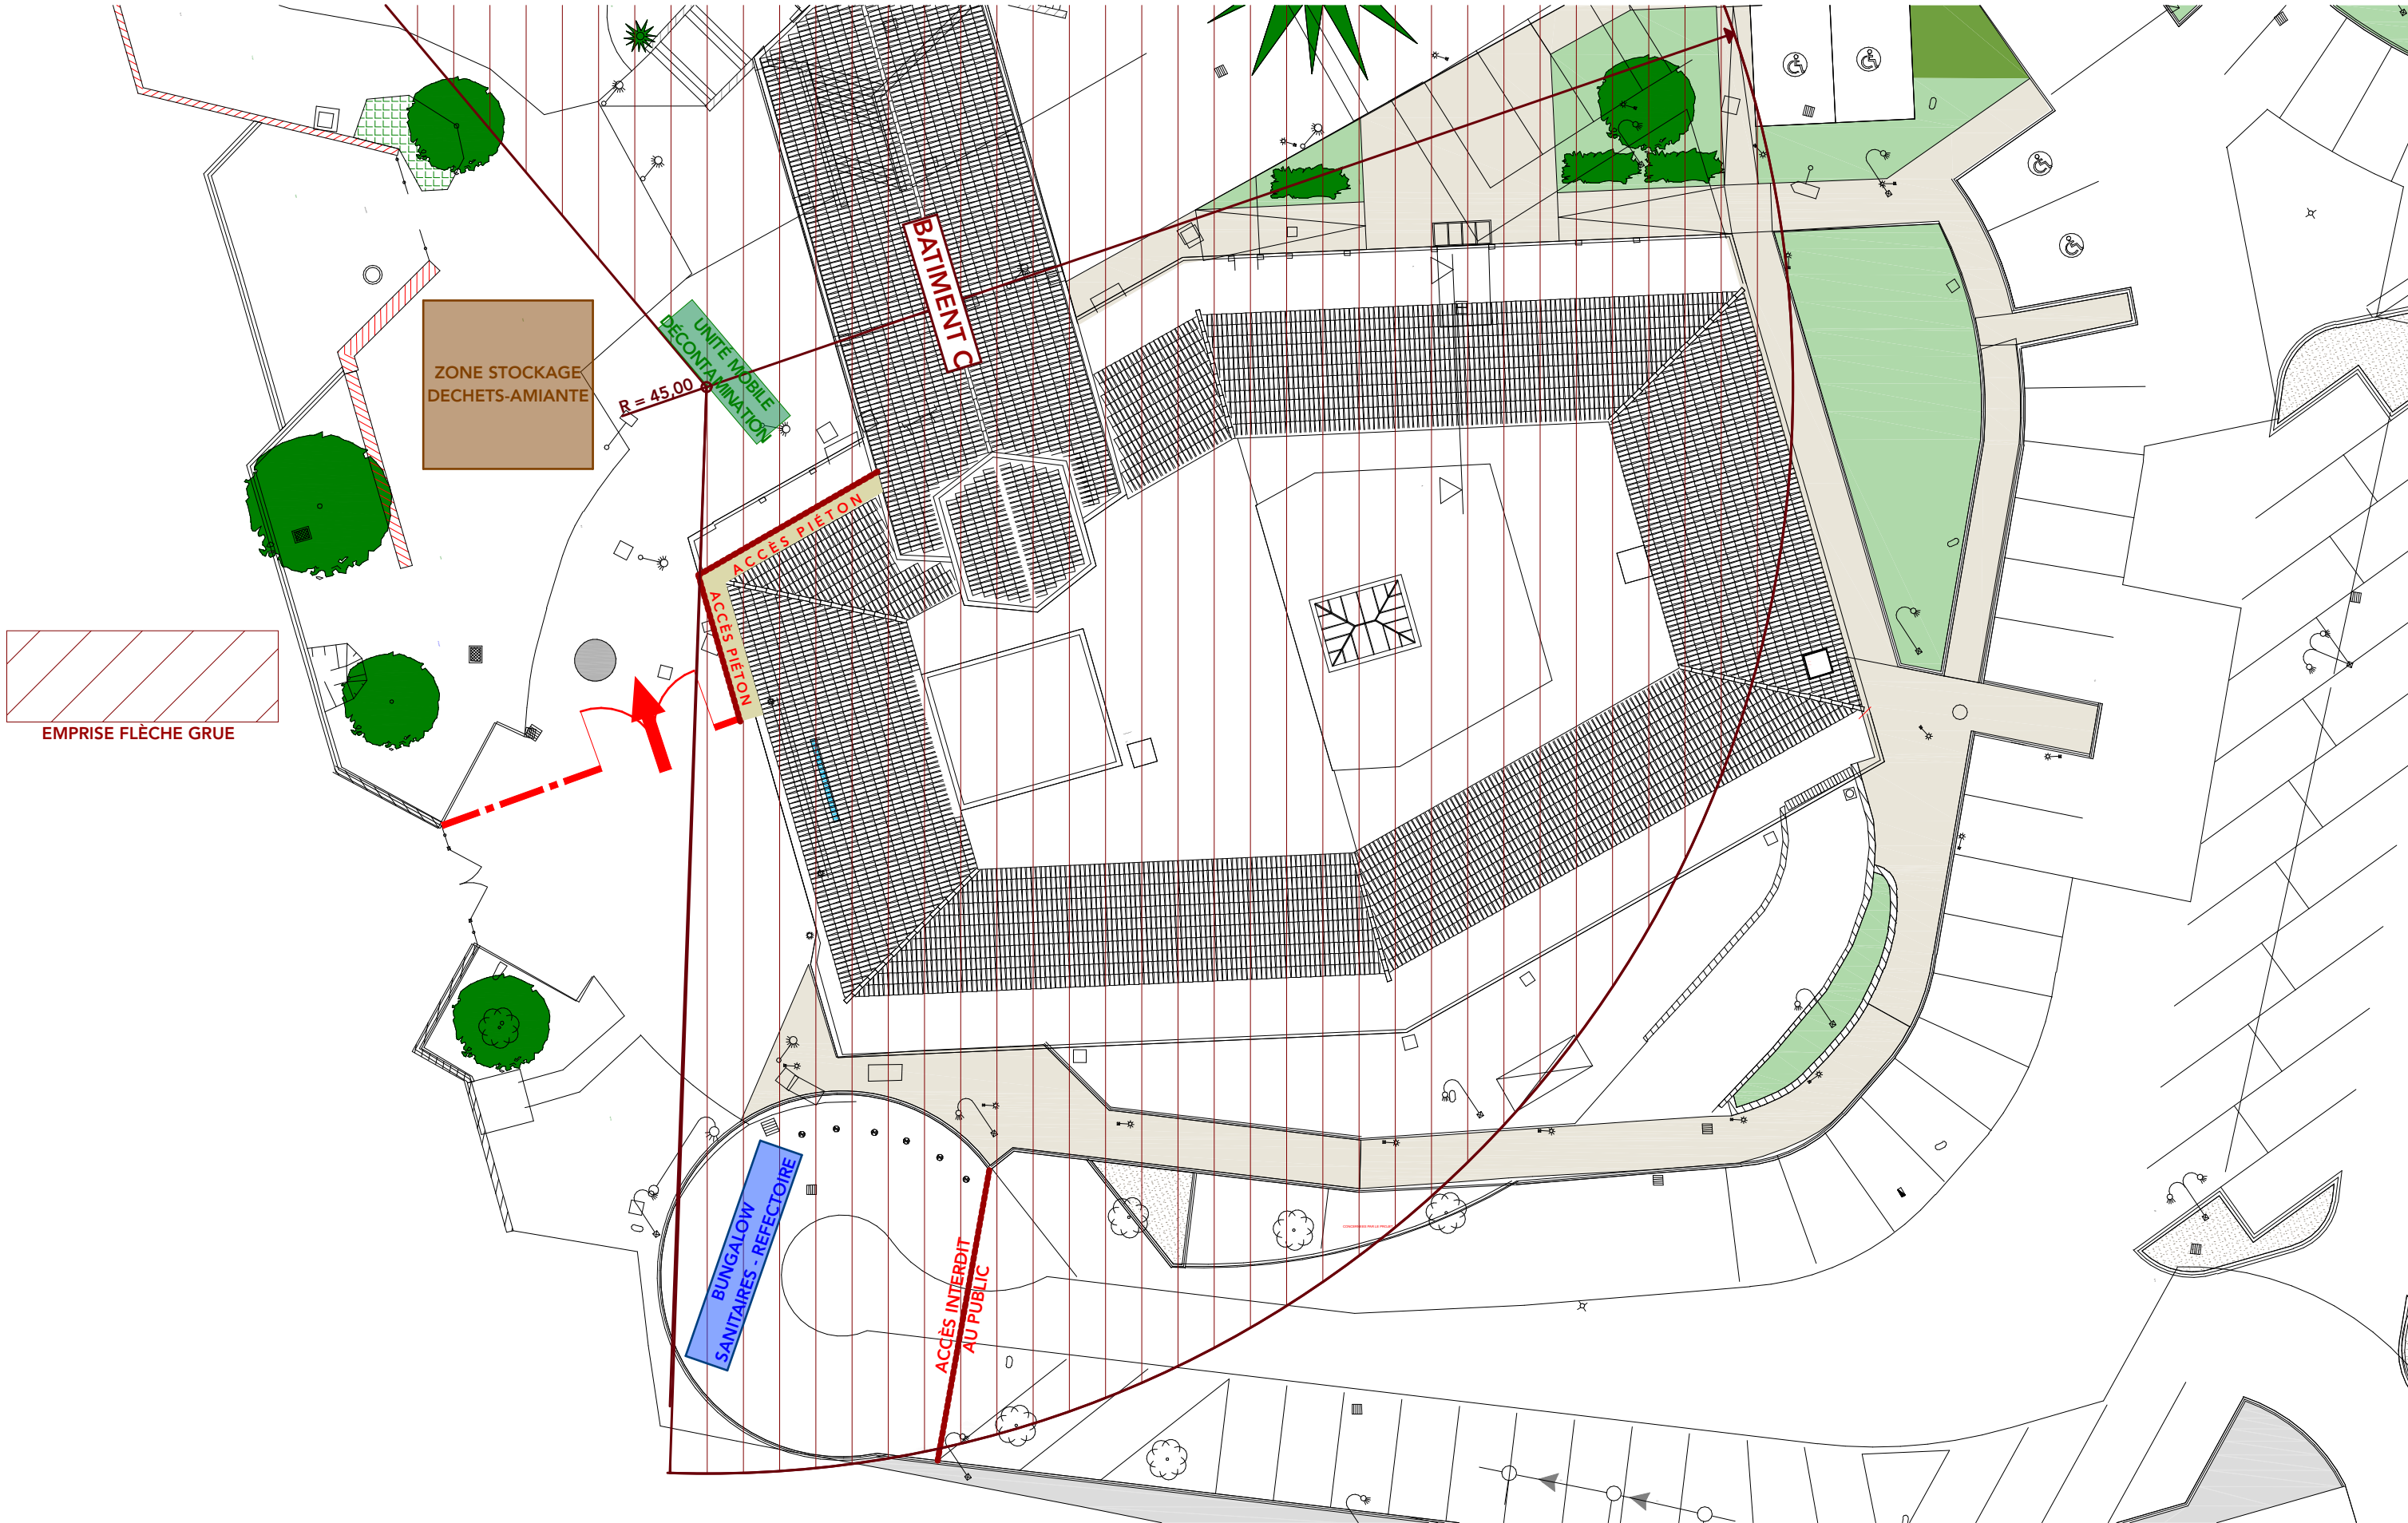 BATIMENT C
UNITÉ MOBILE
DÉCONTAMINATION
ZONE STOCKAGE
DECHETS-AMIANTE
R = 45,00
ACCÈS PIÉTON
ACCÈS PIÉTON
EMPRISE FLÈCHE GRUE
BUNGALOW
SANITAIRES - REFECTOIRE
ACCÈS INTERDIT
AU PUBLIC